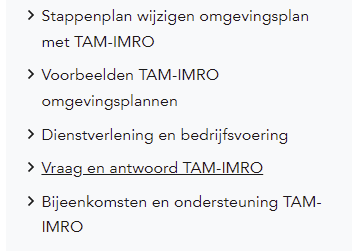 Stappenplan wijzigen omgevingsplan
met TAM-IMRO
Voorbeelden TAM-IMRO
omgevingsplannen
Dienstverlening en bedrijfsvoering
Vraag en antwoord TAM-IMRO
Bijeenkomsten en ondersteuning TAM-
IMRO